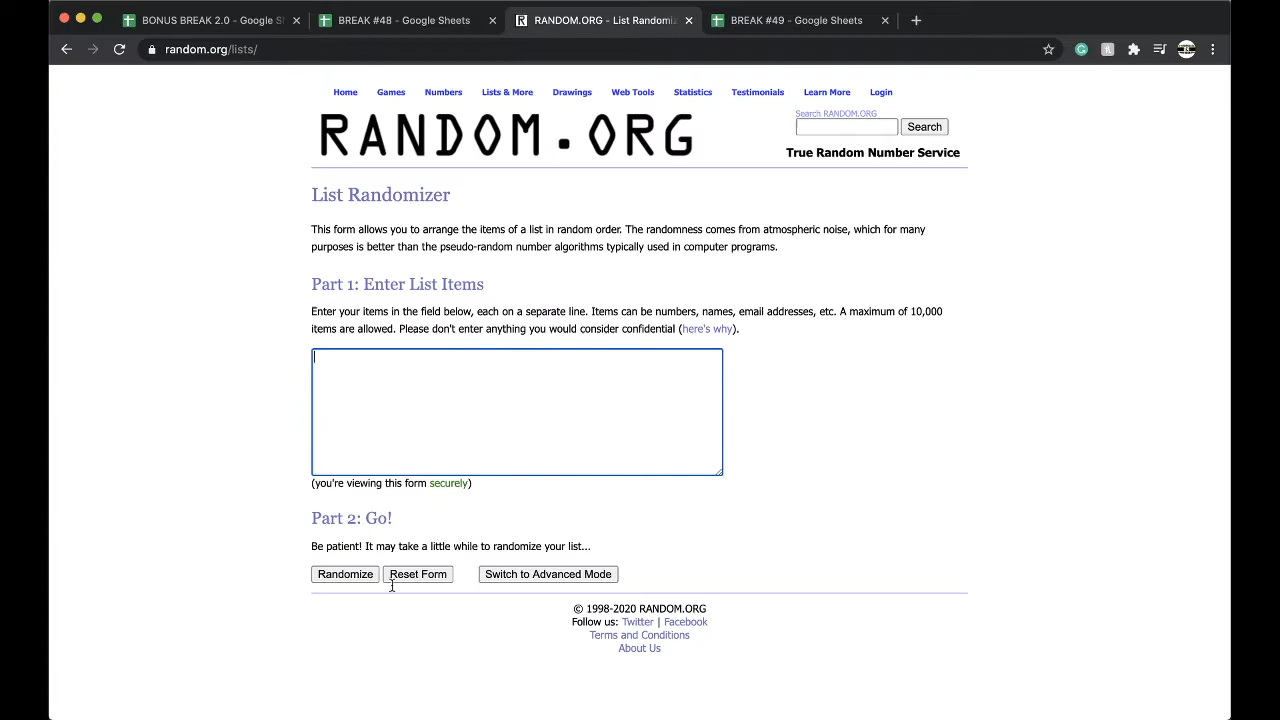 BONUS BREAK 2.0 - Google S
BREAK #48 - Google Sheets
RANDOM.ORG - List Randomiz
BREAK #49 - Google Sheets
random.org/lists/
Home Games Numbers Lists & More Drawings Web Tools Statistics Testimonials Learn More Login
RANDOM.ORG
Search RANDOM.ORG
Search
True Random Number Service
List Randomizer
This form allows you to arrange the items of a list in random order. The randomness comes from atmospheric noise, which for many
purposes is better than the pseudo-random number algorithms typically used in computer programs.
Part 1: Enter List Items
Enter your items in the field below, each on a separate line. Items can be numbers, names, email addresses, etc. A maximum of 10,000
items are allowed. Please don't enter anything you would consider confidential (here's why).
(you're viewing this form securely)
Part 2: Go!
Be patient! It may take a little while to randomize your list...
Randomize Reset Form Switch to Advanced Mode
© 1998-2020 RANDOM.ORG
Follow us: Twitter | Facebook
Terms and Conditions
About Us